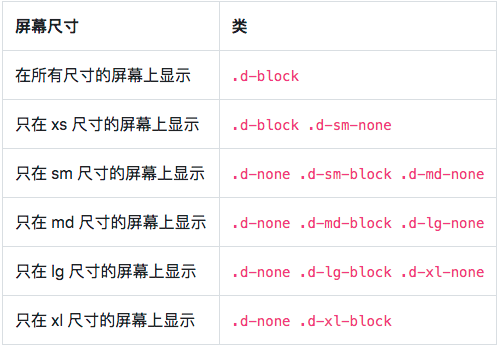 屏幕尺寸 类
在所有尺寸的屏幕上显示 .d-block
只在 xs 尺寸的屏幕上显示 .d-block .d-sm-none
只在 sm 尺寸的屏幕上显示 .d-none .d-sm-block .d-md-none
只在 md 尺寸的屏幕上显示 .d-none .d-md-block .d-lg-none
只在 lg 尺寸的屏幕上显示 .d-none .d-lg-block .d-xl-none
只在 xl 尺寸的屏幕上显示 .d-none .d-xl-block